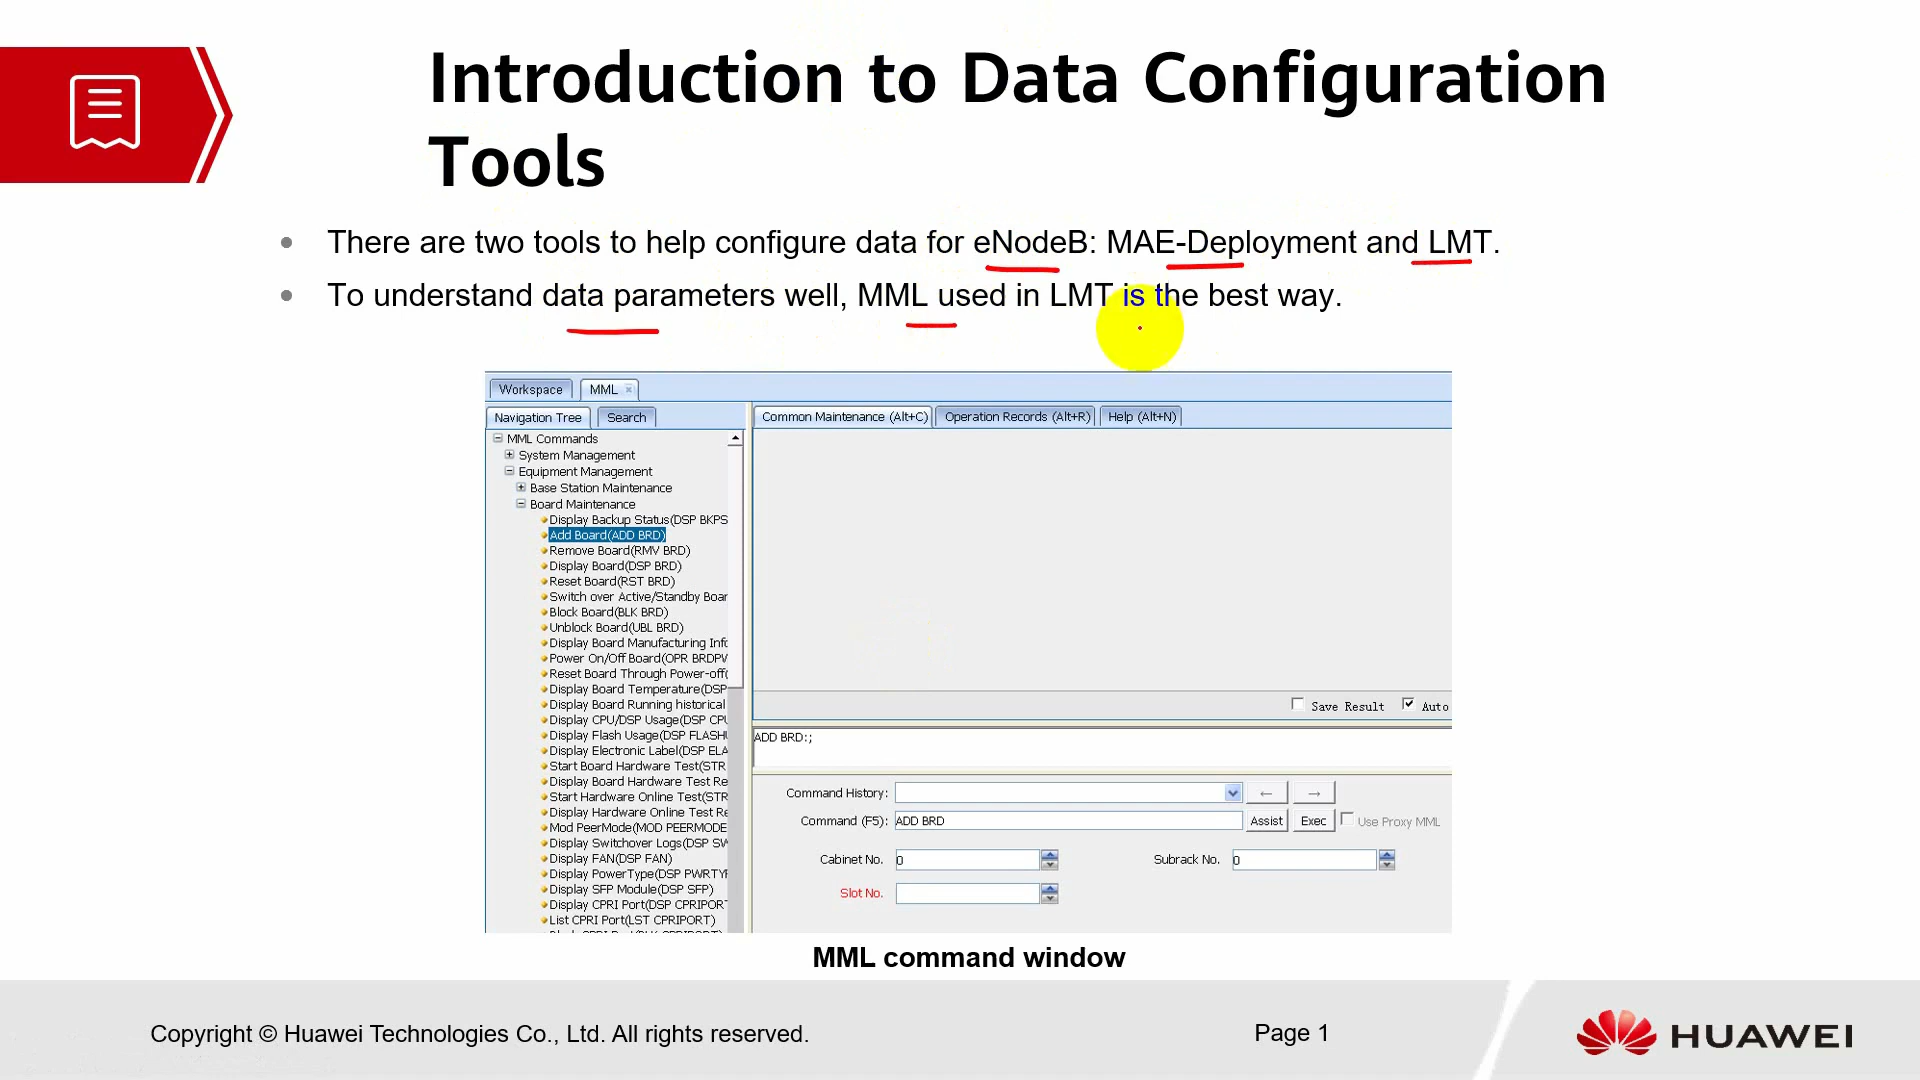 Introduction to Data Configuration
Tools
There are two tools to help configure data for eNodeB: MAE-Deployment and LMT.
To understand data parameters well, MML used in LMT is the best way.
Workspace MML
Navigation Tree Search
Common Maintenance (Alt+C) Operation Records (Alt+R) Help (Alt+N)
MML Commands
System Management
Equipment Management
Base Station Maintenance
Board Maintenance
Display Backup Status(DSP BKPS
Add Board(ADD BRD)
Remove Board(RMV BRD)
Display Board(DSP BRD)
Reset Board(RST BRD)
Switch over Active/Standby Boar
Block Board(BLK BRD)
Unblock Board(UBL BRD)
Display Board Manufacturing Info
Power On/Off Board(OPR BRDPW
Reset Board Through Power-off(
Display Board Temperature(DSP
Display Board Running historical
Display CPU/DSP Usage(DSP CPU
Display Flash Usage(DSP FLASHU
Display Electronic Label(DSP ELA
Start Board Hardware Test(STR
Display Board Hardware Test Re
Start Hardware Online Test(STR
Display Hardware Online Test Re
Mod PeerMode(MOD PEERMODE
Display Switchover Logs(DSP SW
Display FAN(DSP FAN)
Display PowerType(DSP PWRTYP
Display SFP Module(DSP SFP)
Display CPRI Port(DSP CPRIPORT
List CPRI Port(LST CPRIPORT)
Save Result Auto
ADD BRD:;
Command History: ← →
Command (F5): ADD BRD Assist Exec Use Proxy MML
Cabinet No. 0 Subrack No. 0
Slot No.
MML command window
Copyright © Huawei Technologies Co., Ltd. All rights reserved.
Page 1
HUAWEI